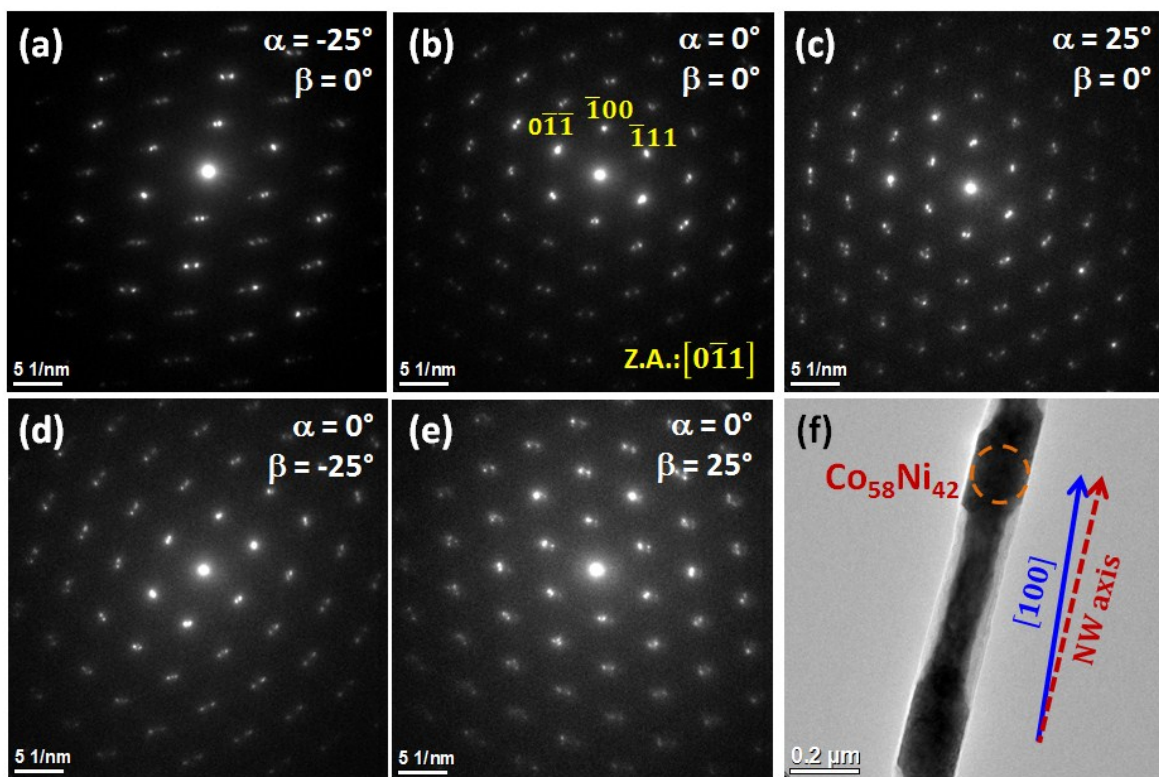 (a)
α = -25°
β = 0°
5 1/nm
(b)
α = 0°
β = 0°
01̅1̅
1̅00
1̅11
Z.A.:[01̅1]
5 1/nm
(c)
α = 25°
β = 0°
5 1/nm
(d)
α = 0°
β = -25°
5 1/nm
(e)
α = 0°
β = 25°
5 1/nm
(f)
Co₅₈Ni₄₂
[100]
NW axis
0.2 µm